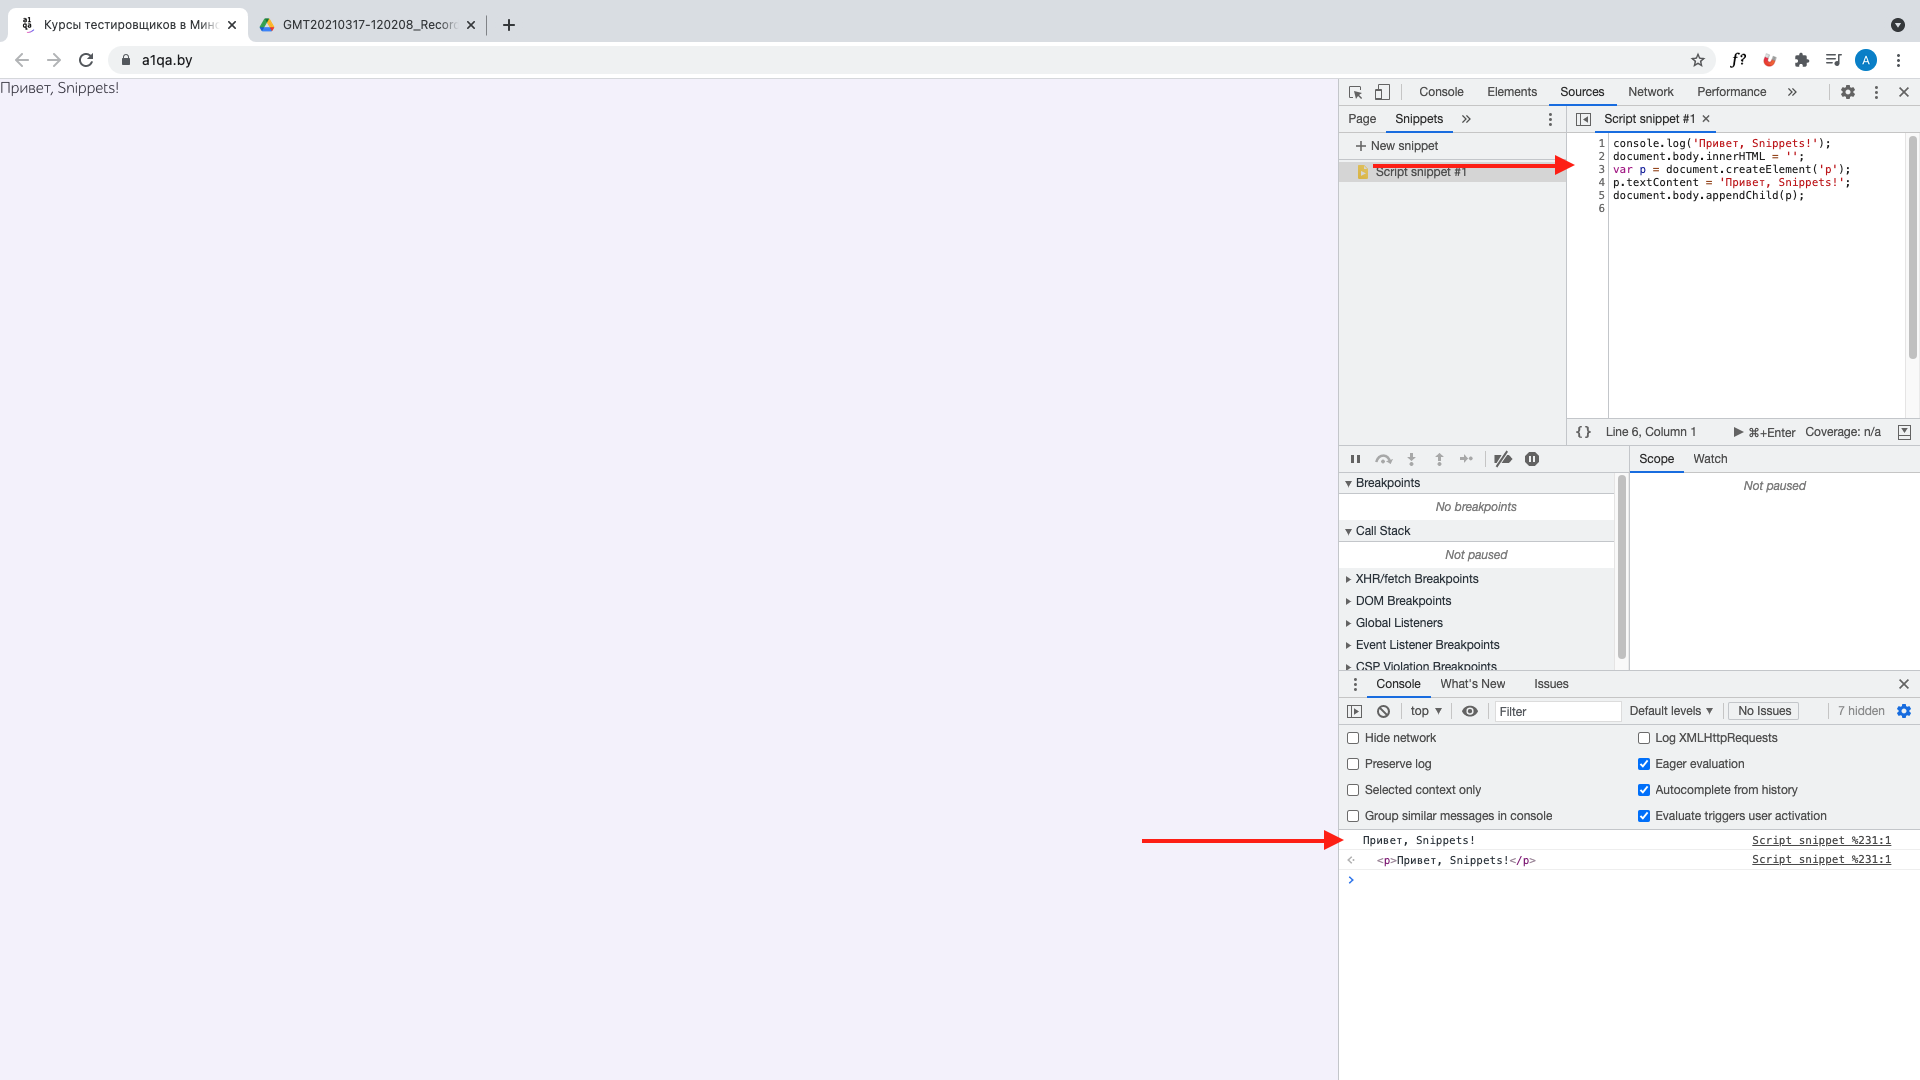 a1
qa
Курсы тестировщиков в Мин
GMT20210317-120208_Recor
a1qa.by
f?
A
Привет, Snippets!
Console
Elements
Sources
Network
Performance
Page
Snippets
Script snippet #1
New snippet
Script snippet #1
1 console.log('Привет, Snippets!');
2 document.body.innerHTML = '';
3 var p = document.createElement('p');
4 p.textContent = 'Привет, Snippets!';
5 document.body.appendChild(p);
6
{ } Line 6, Column 1
⌘+Enter Coverage: n/a
Scope
Watch
Breakpoints
No breakpoints
Call Stack
Not paused
XHR/fetch Breakpoints
DOM Breakpoints
Global Listeners
Event Listener Breakpoints
CSP Violation Breakpoints
Not paused
Console
What's New
Issues
top
Filter
Default levels
No Issues
7 hidden
Hide network
Log XMLHttpRequests
Preserve log
Eager evaluation
Selected context only
Autocomplete from history
Group similar messages in console
Evaluate triggers user activation
Привет, Snippets! Script snippet %231:1
<p>Привет, Snippets!</p> Script snippet %231:1